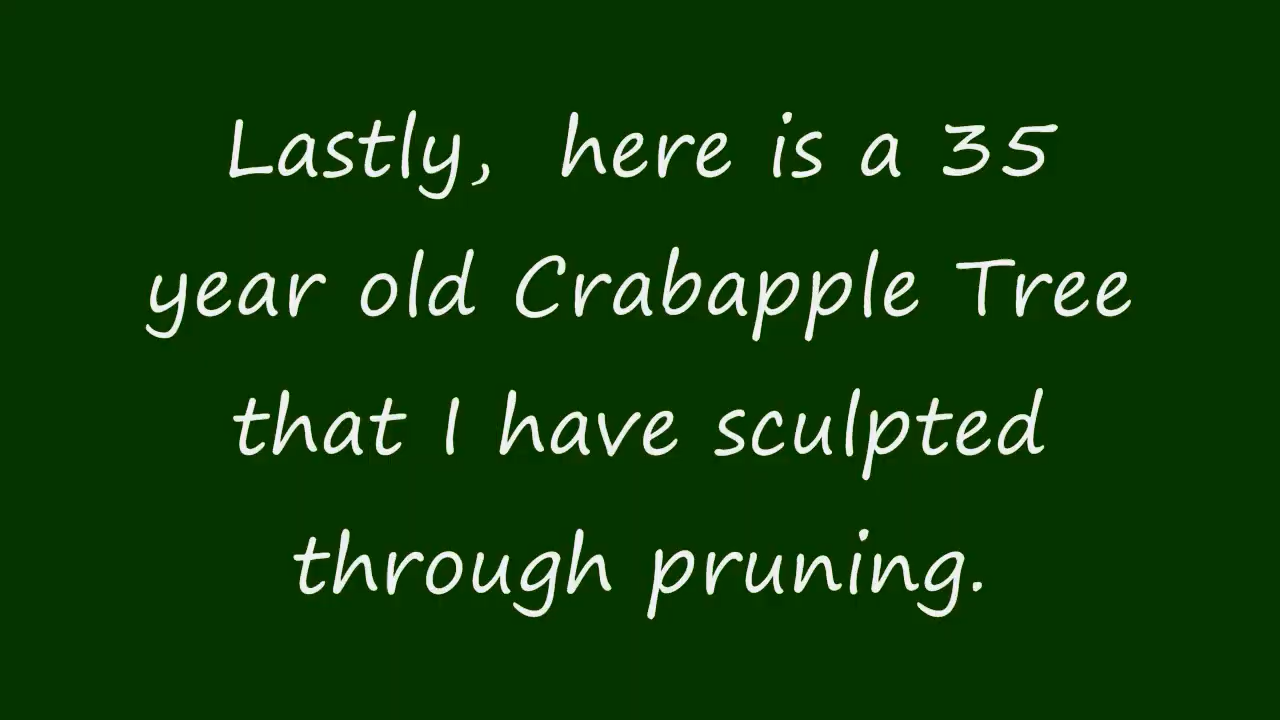 Lastly, here is a 35
year old Crabapple Tree
that I have sculpted
through pruning.